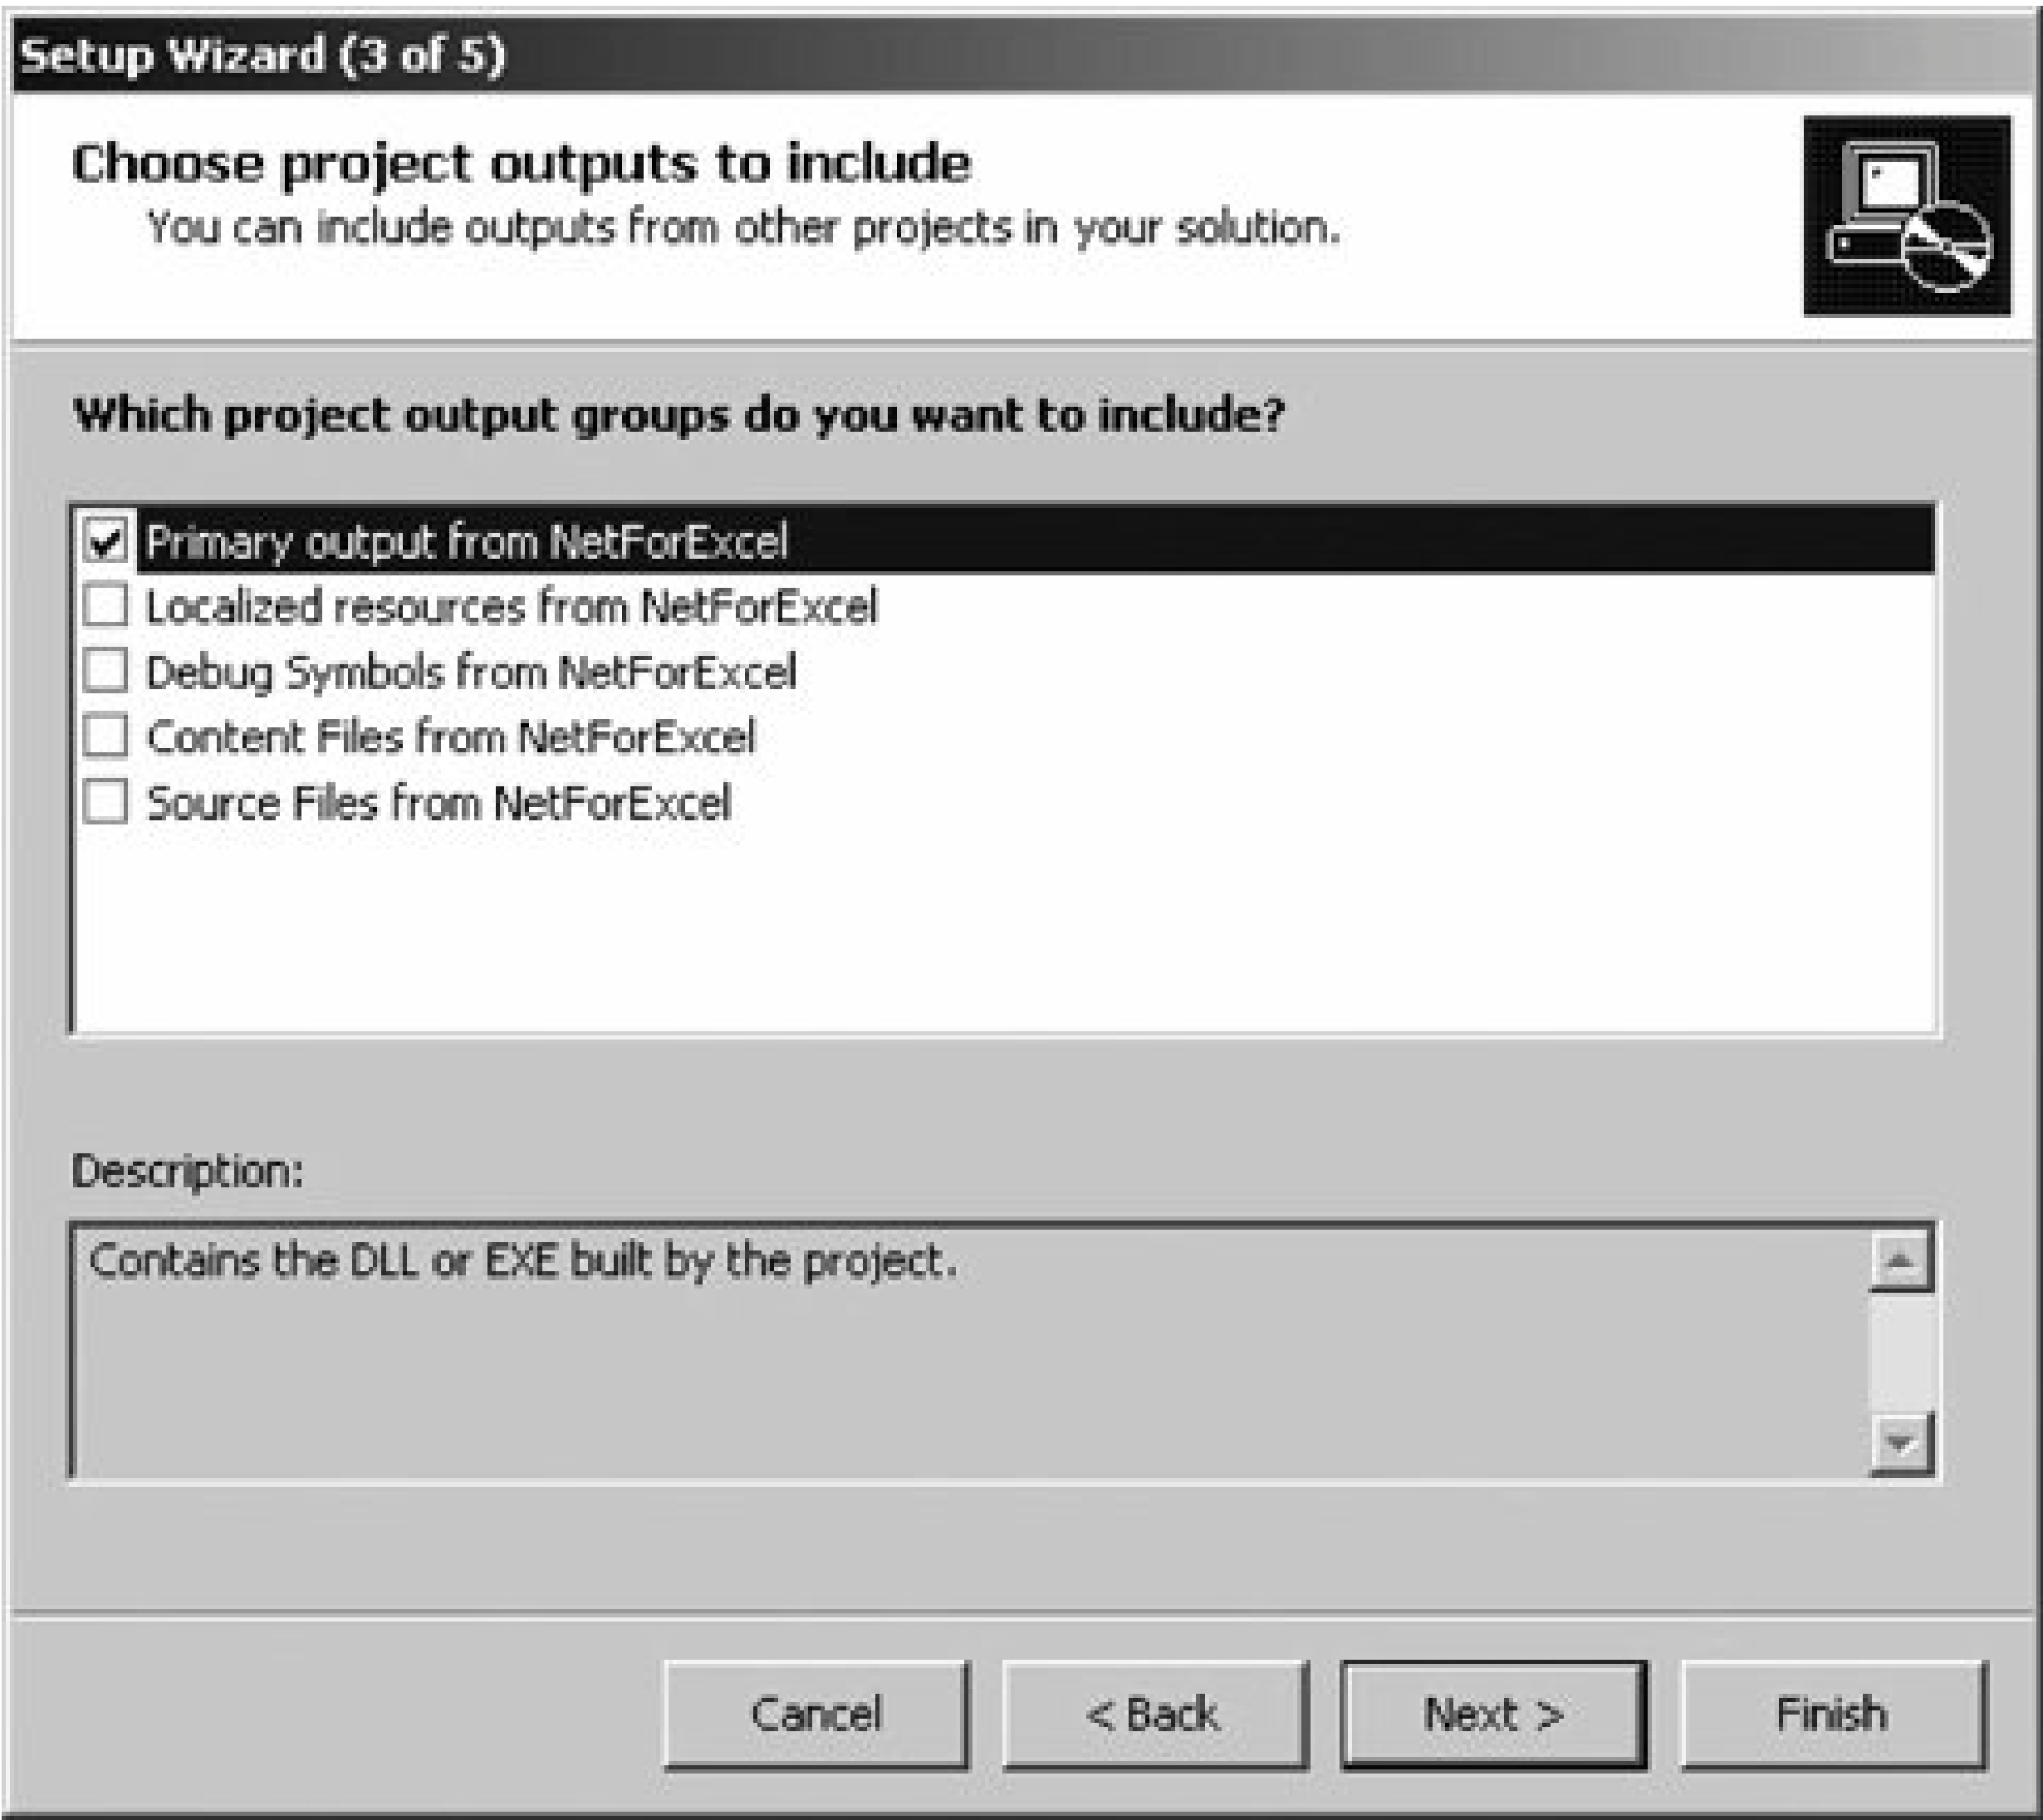 Setup Wizard (3 of 5)
Choose project outputs to include
You can include outputs from other projects in your solution.
Which project output groups do you want to include?
Primary output from NetForExcel
Localized resources from NetForExcel
Debug Symbols from NetForExcel
Content Files from NetForExcel
Source Files from NetForExcel
Description:
Contains the DLL or EXE built by the project.
Cancel
< Back
Next >
Finish